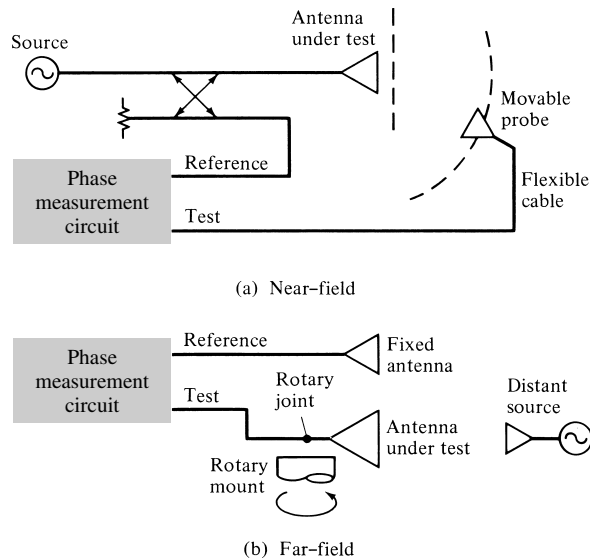 Antenna
under test
Source
Movable
probe
Reference
Phase
measurement
circuit
Flexible
cable
Test
(a) Near-field
Reference
Fixed
antenna
Phase
measurement
circuit
Rotary
joint
Distant
source
Test
Antenna
under test
Rotary
mount
(b) Far-field